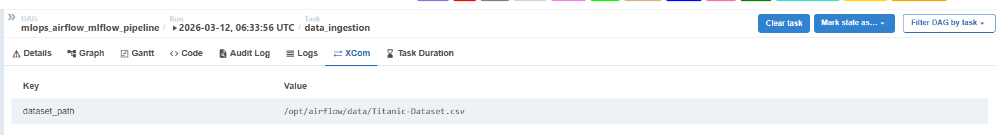 DAG Run Task
mlops_airflow_mlflow_pipeline / 2026-03-12, 06:33:56 UTC / data_ingestion
Clear task Mark state as... Filter DAG by task
Details Graph Gantt Code Audit Log Logs XCom Task Duration
Key Value
dataset_path /opt/airflow/data/Titanic-Dataset.csv